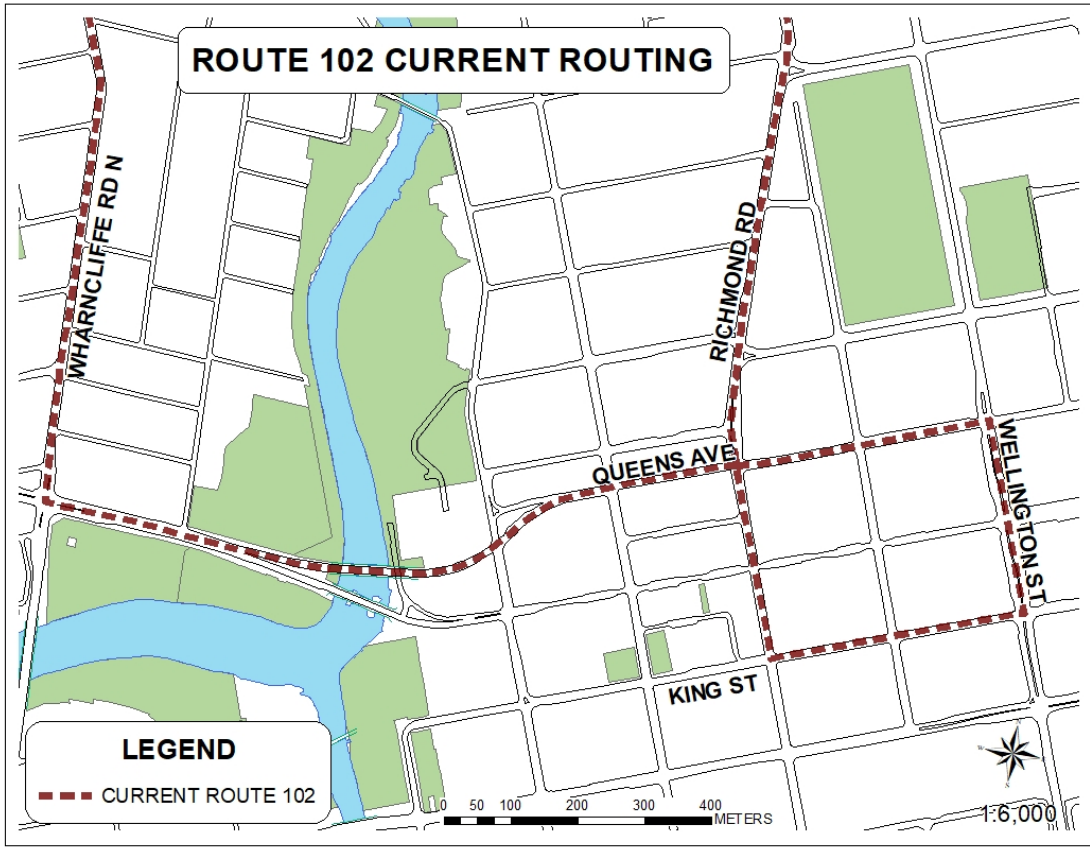 ROUTE 102 CURRENT ROUTING
WHARNCLIFFE RD N
RICHMOND RD
QUEENS AVE
WELLINGTON ST
KING ST
LEGEND
CURRENT ROUTE 102
0 50 100 200 300 400
METERS
N
W
E
S
1:6,000